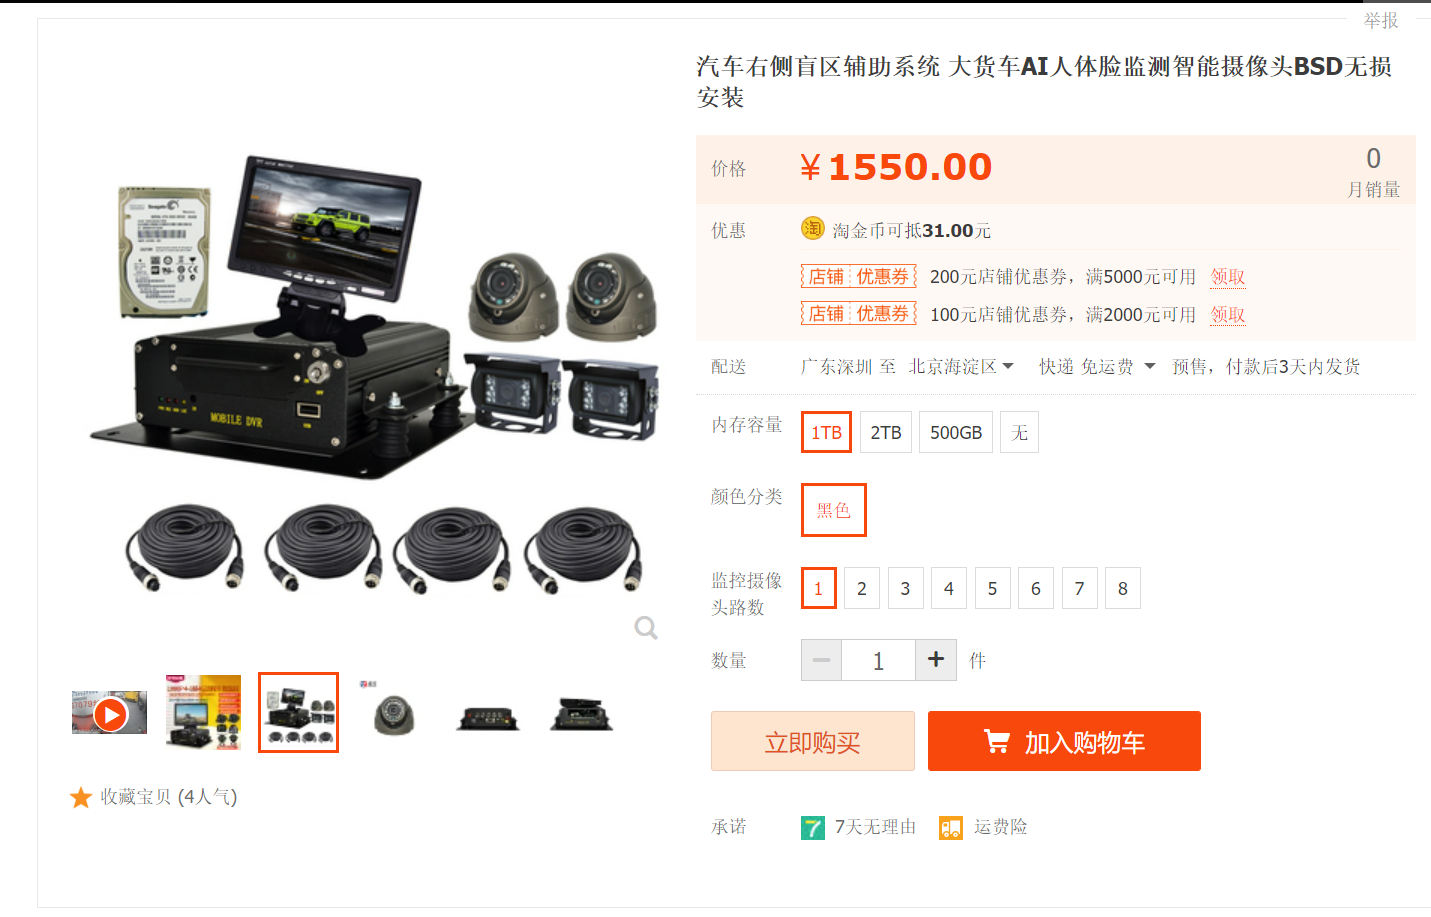 举报
汽车右侧盲区辅助系统 大货车AI人体脸监测智能摄像头BSD无损
安装
价格
¥1550.00
0
月销量
优惠
淘 淘金币可抵31.00元
店铺 优惠券 200元店铺优惠券，满5000元可用 领取
店铺 优惠券 100元店铺优惠券，满2000元可用 领取
配送 广东深圳 至 北京海淀区 快递 免运费 预售，付款后3天内发货
内存容量 1TB 2TB 500GB 无
颜色分类 黑色
监控摄像
头路数
1 2 3 4 5 6 7 8
数量 1 + 件
立即购买 加入购物车
承诺 7 7天无理由 运费险
Seagate
MOBILE DVR
收藏宝贝 (4人气)